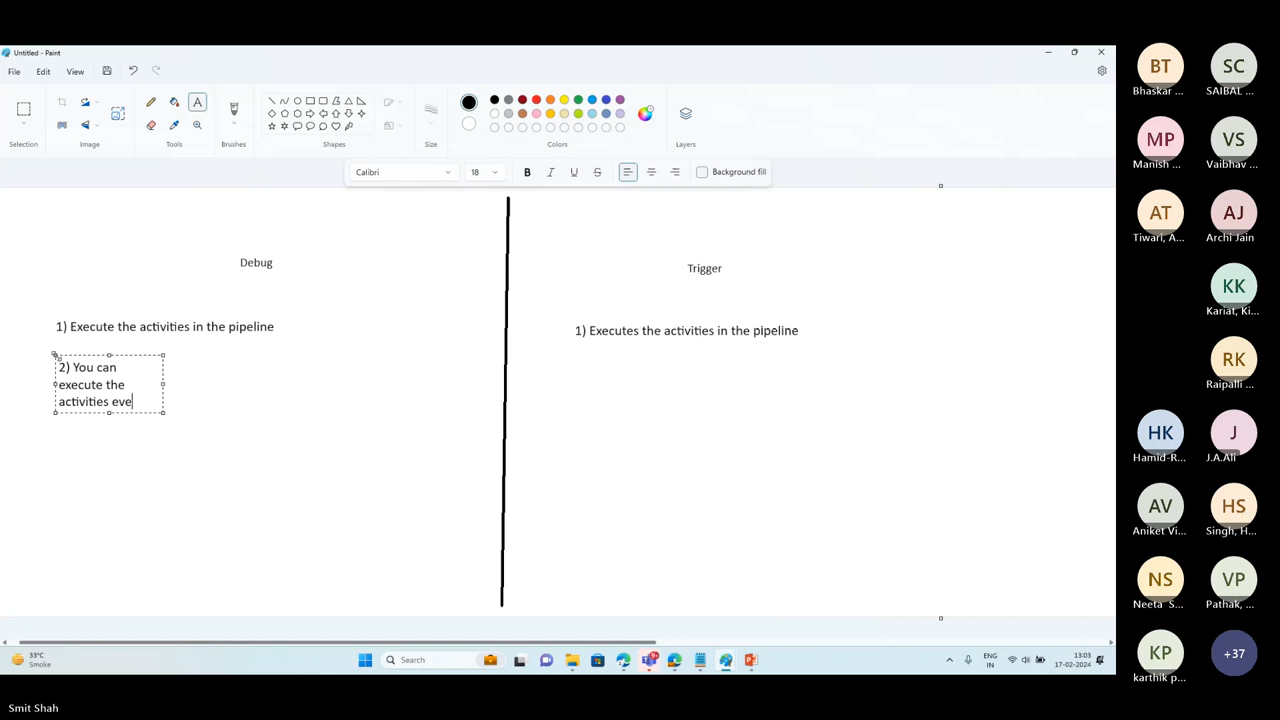 Untitled - Paint
File Edit View
Selection Image Tools Brushes Shapes Size Colors Layers
Calibri 18 B I U S Background fill
Debug
Trigger
1) Execute the activities in the pipeline
1) Executes the activities in the pipeline
2) You can
execute the
activities eve
33°C
Smoke
Search
ENG
IN
13:03
17-02-2024
BT
Bhaskar ...
SC
SAIBAL ...
MP
Manish ...
VS
Vaibhav ...
AT
Tiwari, A...
AJ
Archi Jain
KK
Kariat, Ki...
RK
Raipalli ...
HK
Hamid-R...
J
J.A.Ali
AV
Aniket Vi...
HS
Singh, H...
NS
Neeta S...
VP
Pathak, ...
KP
karthik p...
+37
Smit Shah